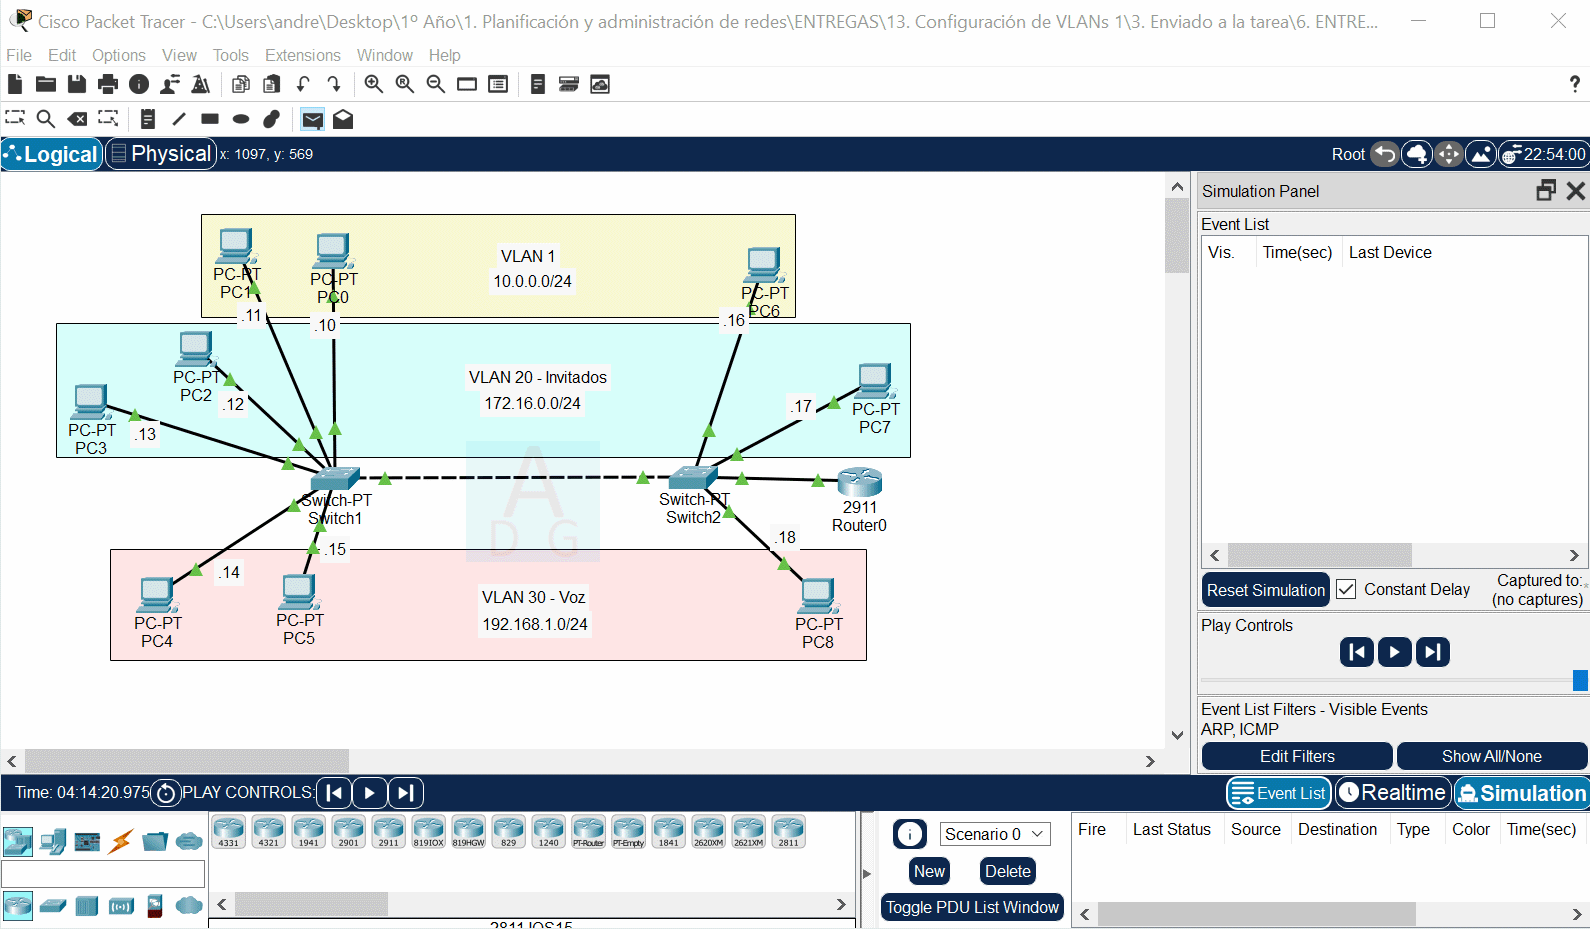 Cisco Packet Tracer - C:\Users\andre\Desktop\1º Año\1. Planificación y administración de redes\ENTREGAS\13. Configuración de VLANs 1\3. Enviado a la tarea\6. ENTRE...
File Edit Options View Tools Extensions Window Help
?
Logical Physical x: 1097, y: 569 Root 22:54:00
Simulation Panel
Event List
Vis. Time(sec) Last Device
PC-PT
PC1
PC-PT
PC0
VLAN 1
10.0.0.0/24
PC-PT
PC6
.11
.10
.16
PC-PT
PC2
.12
PC-PT
PC3
.13
VLAN 20 - Invitados
172.16.0.0/24
.17
PC-PT
PC7
A
D G
Switch-PT
Switch1
Switch-PT
Switch2
2911
Router0
.14
.15
.18
PC-PT
PC4
PC-PT
PC5
VLAN 30 - Voz
192.168.1.0/24
PC-PT
PC8
Reset Simulation Constant Delay Captured to:
(no captures)
Play Controls
Event List Filters - Visible Events
ARP, ICMP
Edit Filters Show All/None
Time: 04:14:20.975 PLAY CONTROLS: Event List Realtime Simulation
4331 4321 1941 2901 2911 819IOX 819HGW 829 1240 PT-Router PT-Empty 1841 2620XM 2621XM 2811
Scenario 0
New Delete
Toggle PDU List Window
Fire Last Status Source Destination Type Color Time(sec)
2811 IOS15